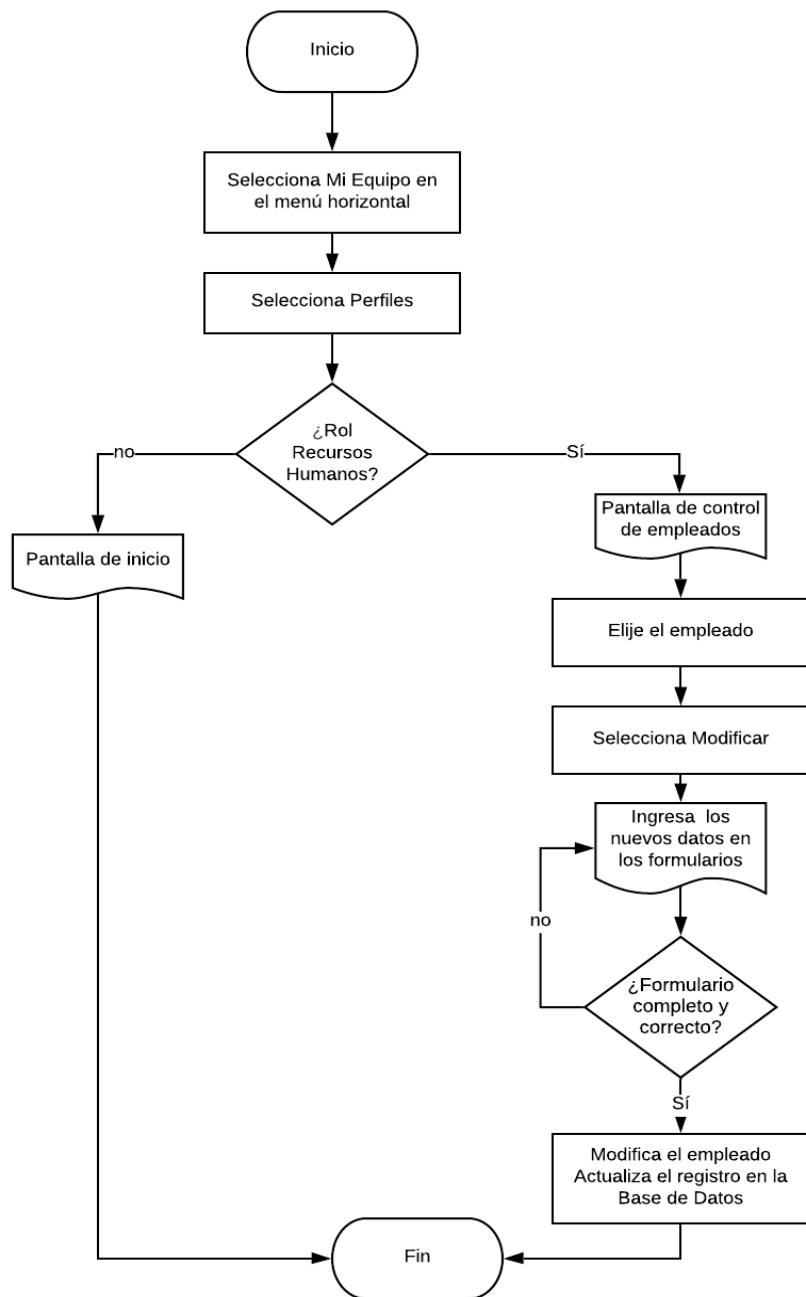 Inicio
Selecciona Mi Equipo en
el menú horizontal
Selecciona Perfiles
¿Rol
Recursos
Humanos?
no
Sí
Pantalla de inicio
Pantalla de control
de empleados
Elije el empleado
Selecciona Modificar
Ingresa los
nuevos datos en
los formularios
no
¿Formulario
completo y
correcto?
Sí
Modifica el empleado
Actualiza el registro en la
Base de Datos
Fin